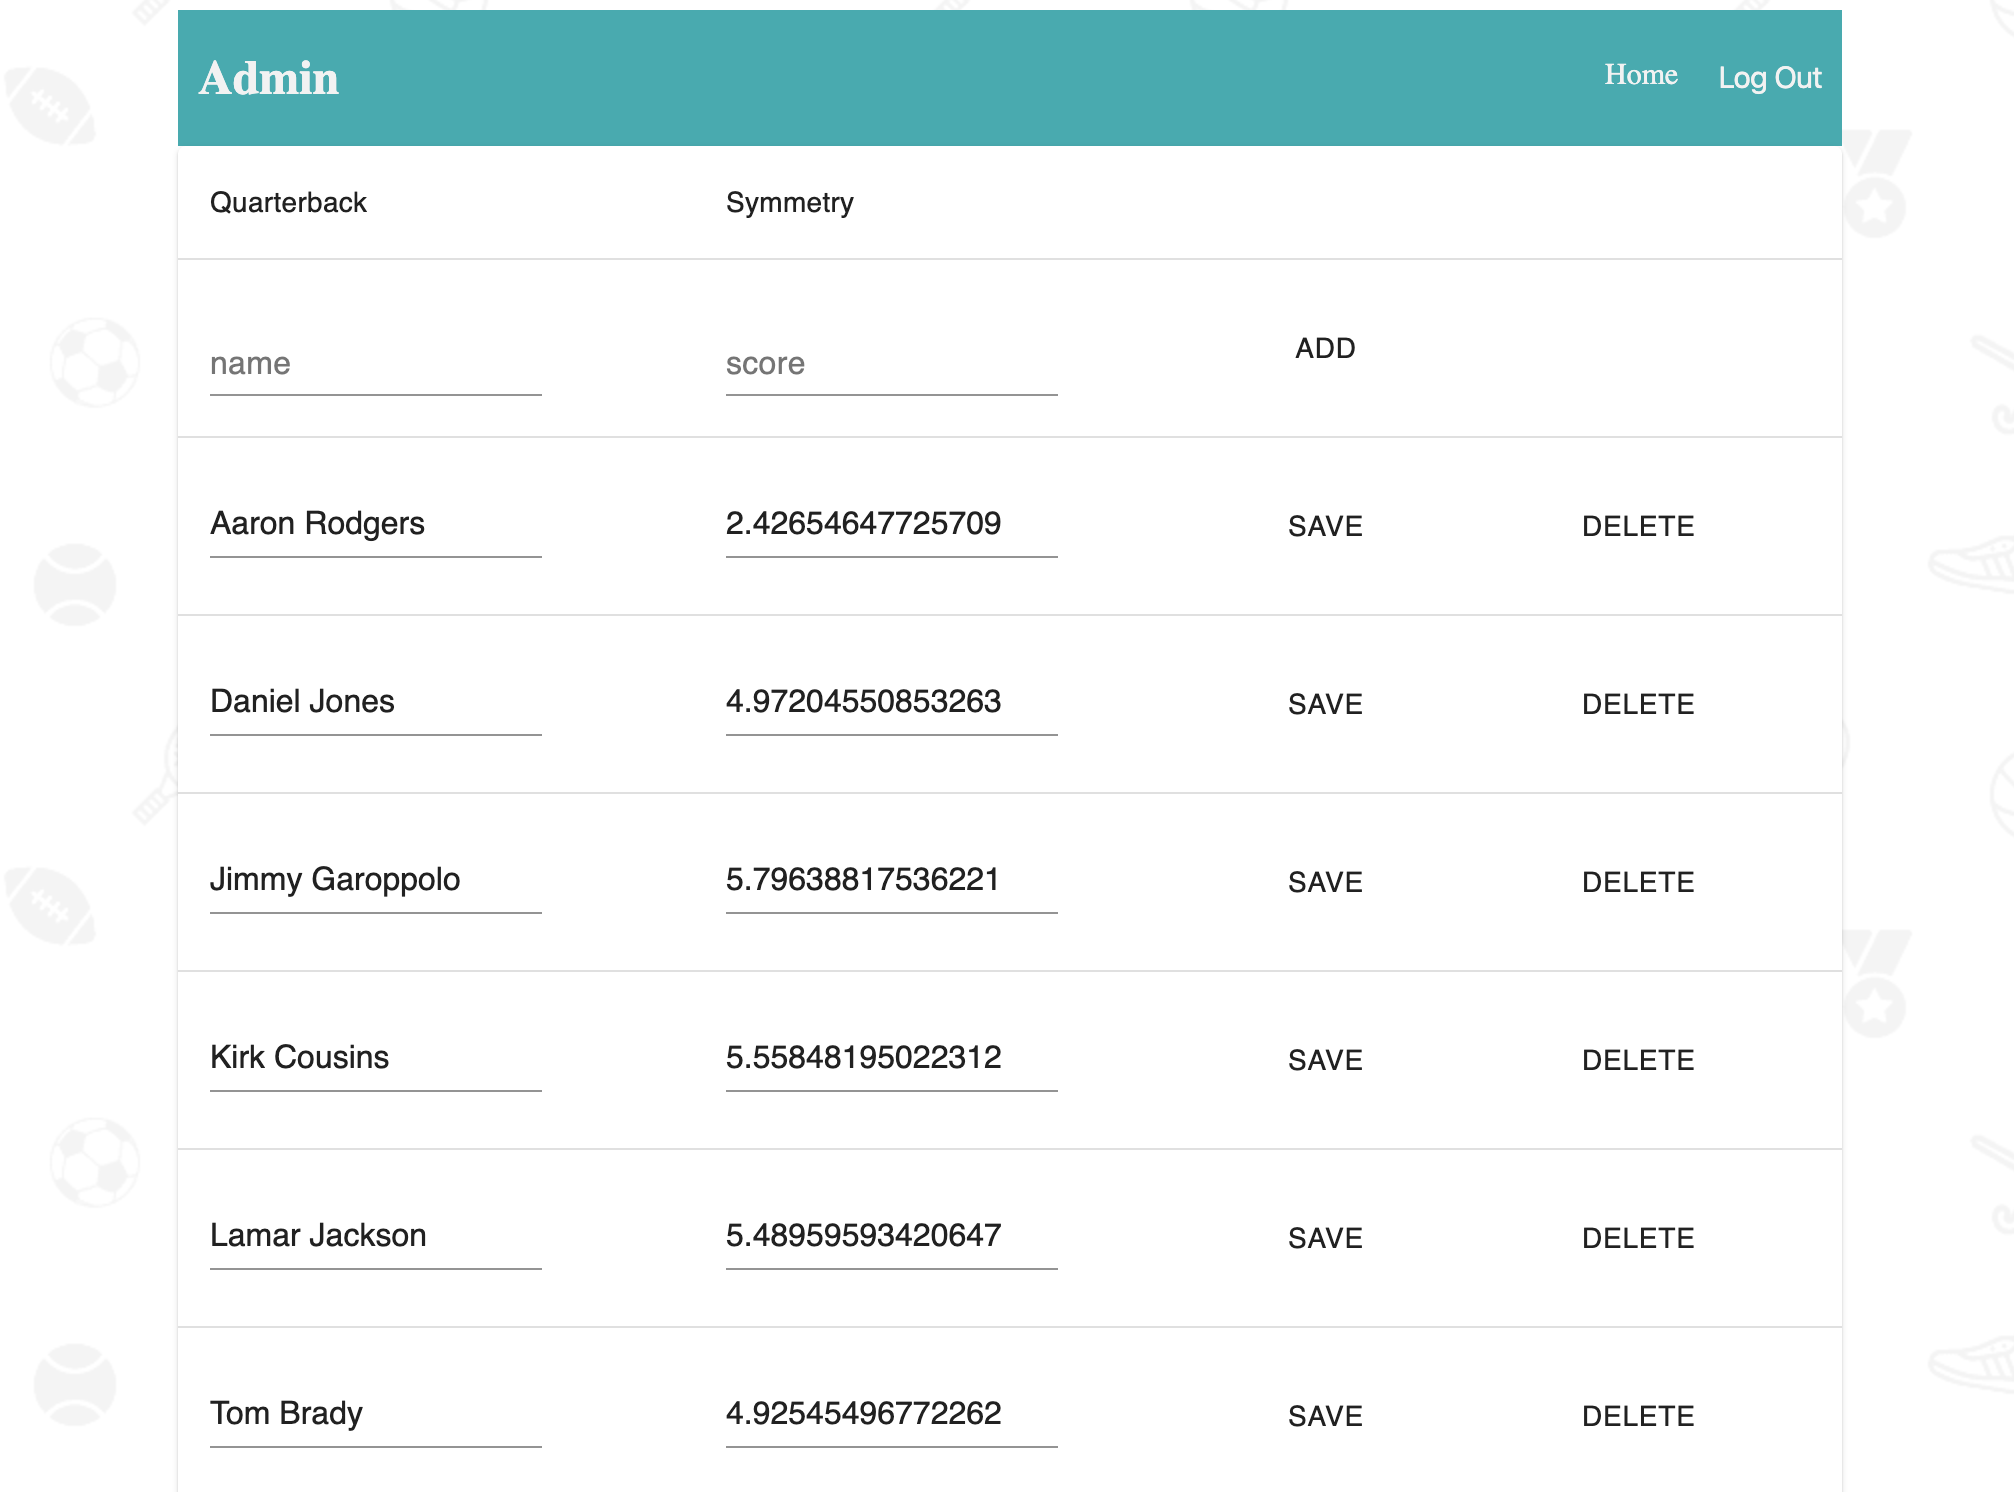 Admin Home Log Out
Quarterback Symmetry
name score ADD
Aaron Rodgers 2.42654647725709 SAVE DELETE
Daniel Jones 4.97204550853263 SAVE DELETE
Jimmy Garoppolo 5.79638817536221 SAVE DELETE
Kirk Cousins 5.55848195022312 SAVE DELETE
Lamar Jackson 5.48959593420647 SAVE DELETE
Tom Brady 4.92545496772262 SAVE DELETE